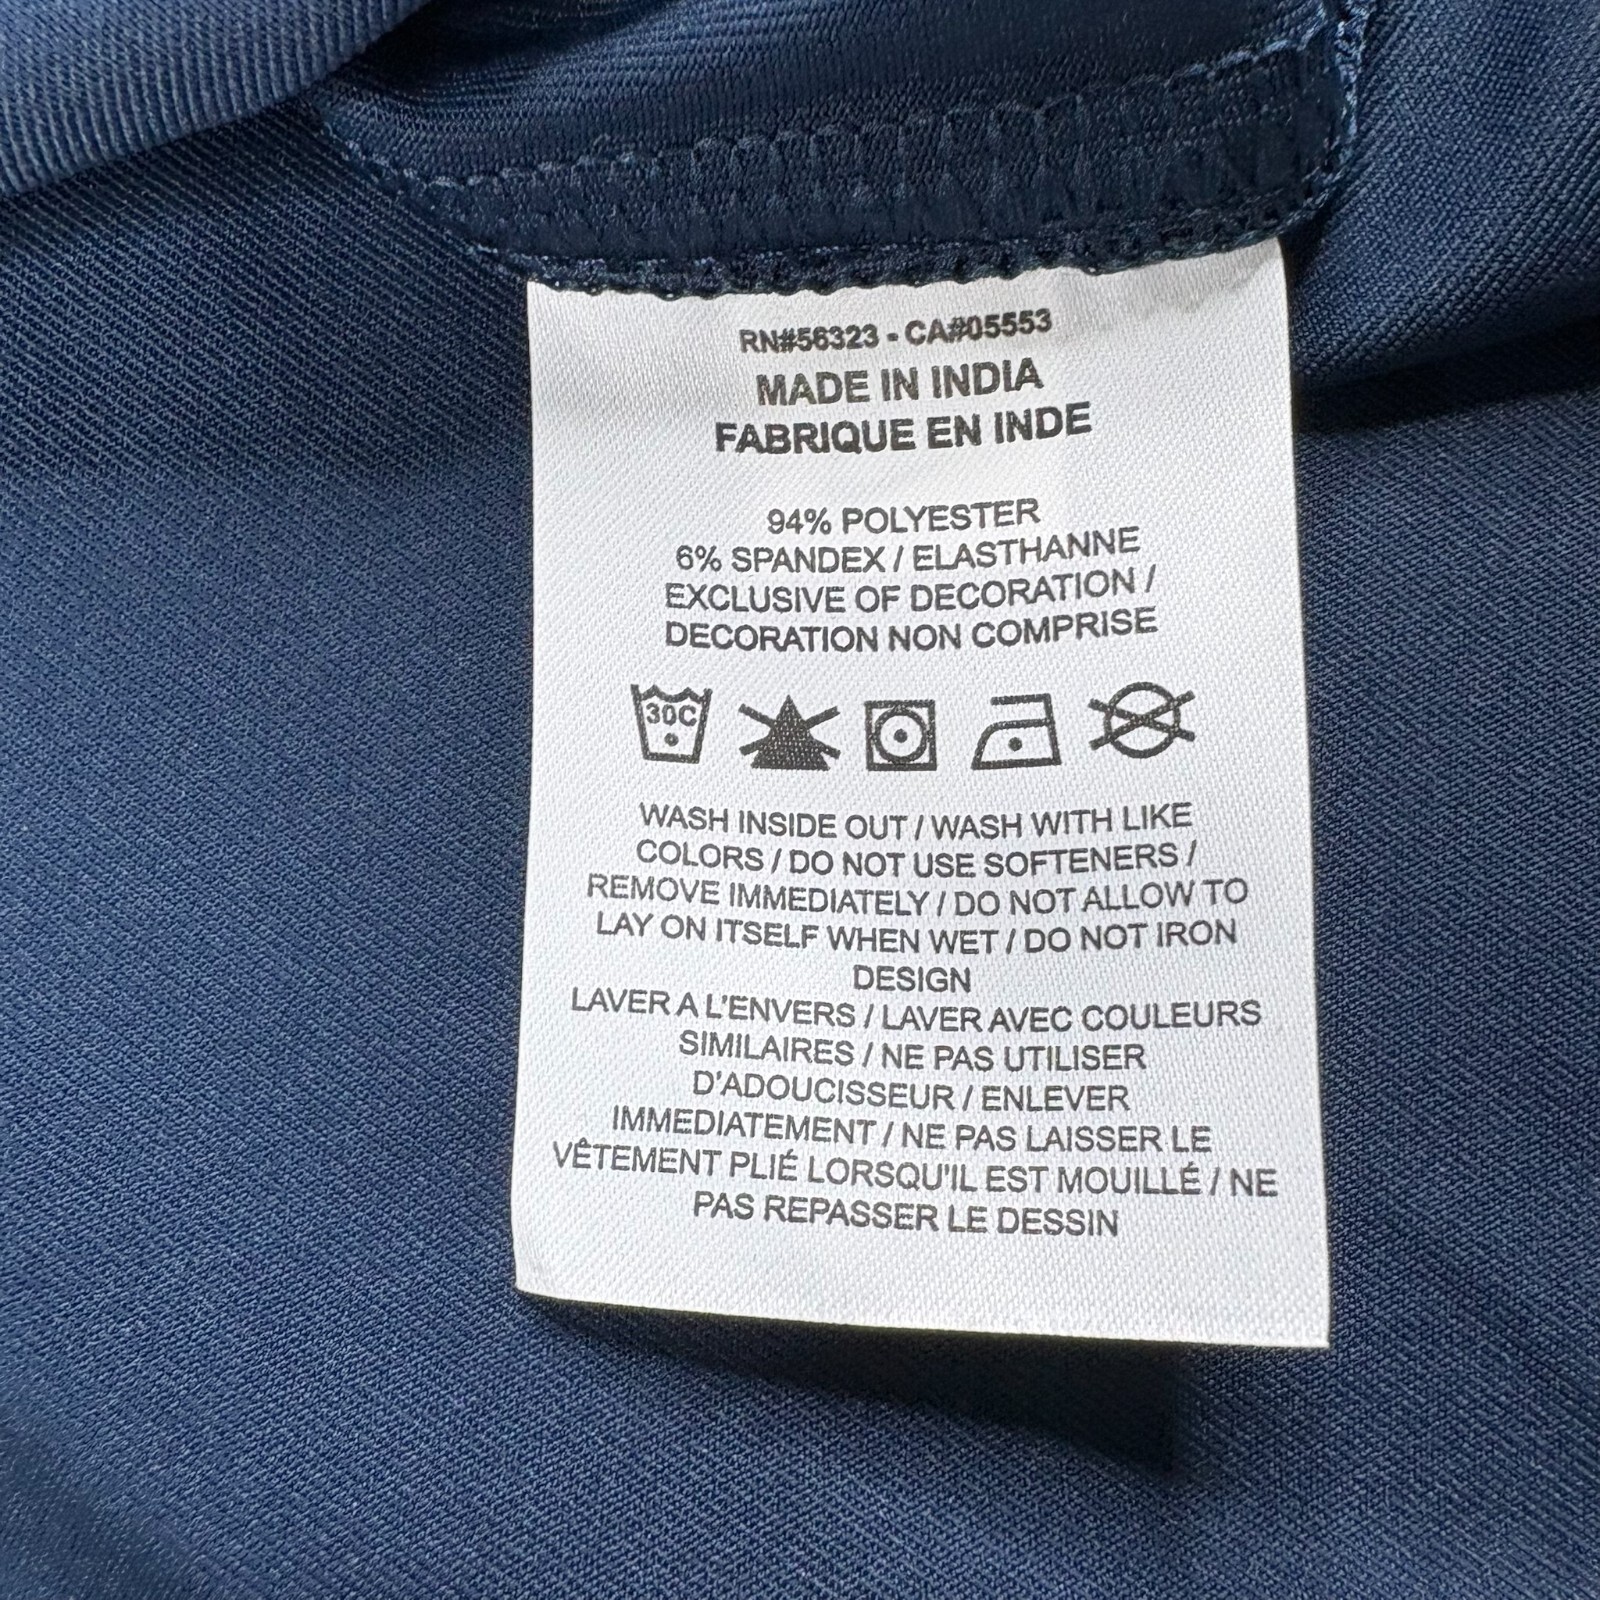 RN#56323 - CA#05553
MADE IN INDIA
FABRIQUE EN INDE
94% POLYESTER
6% SPANDEX / ELASTHANNE
EXCLUSIVE OF DECORATION /
DECORATION NON COMPRISE
30C
WASH INSIDE OUT / WASH WITH LIKE
COLORS / DO NOT USE SOFTENERS /
REMOVE IMMEDIATELY / DO NOT ALLOW TO
LAY ON ITSELF WHEN WET / DO NOT IRON
DESIGN
LAVER A L'ENVERS / LAVER AVEC COULEURS
SIMILAIRES / NE PAS UTILISER
D'ADOUCISSEUR / ENLEVER
IMMEDIATEMENT / NE PAS LAISSER LE
VÊTEMENT PLIÉ LORSQU'IL EST MOUILLÉ / NE
PAS REPASSER LE DESSIN